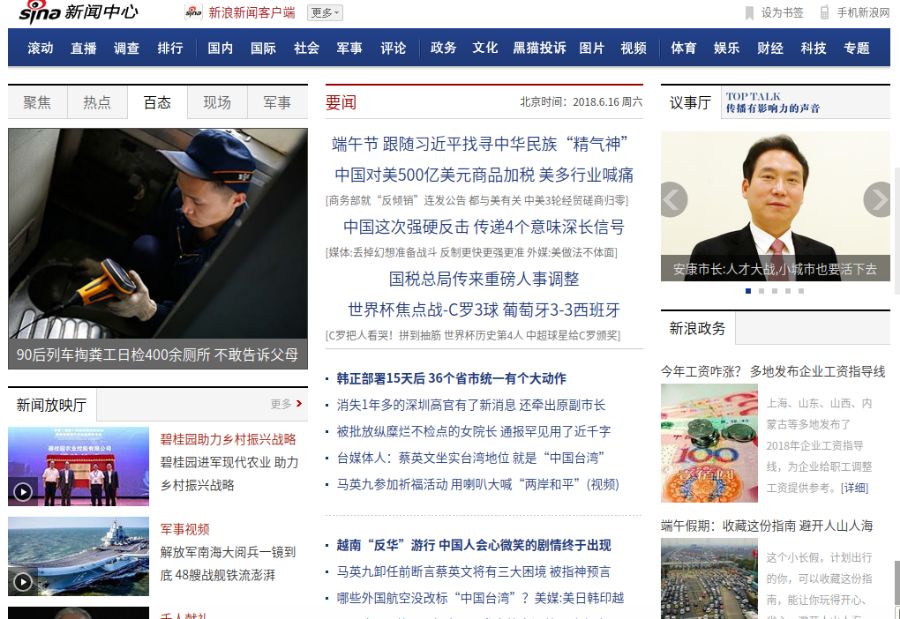 sina 新闻中心
新浪新闻客户端
更多
设为书签
手机新浪网
滚动 直播 调查 排行 国内 国际 社会 军事 评论 政务 文化 黑猫投诉 图片 视频 体育 娱乐 财经 科技 专题
聚焦 热点 百态 现场 军事
90后列车掏粪工日检400余厕所 不敢告诉父母
新闻放映厅
更多
碧桂园助力乡村振兴战略
碧桂园进军现代农业 助力
乡村振兴战略
军事视频
解放军南海大阅兵一镜到
底 48艘战舰铁流澎湃
要闻
北京时间：2018.6.16 周六
端午节 跟随习近平找寻中华民族“精气神”
中国对美500亿美元商品加税 美多行业喊痛
[商务部就“反倾销”连发公告 都与美有关 中美3轮经贸磋商归零]
中国这次强硬反击 传递4个意味深长信号
[媒体:丢掉幻想准备战斗 反制更快更强更准 外媒:美做法不体面]
国税总局传来重磅人事调整
世界杯焦点战-C罗3球 葡萄牙3-3西班牙
[C罗把人看哭！拼到抽筋 世界杯历史第4人 中超球星给C罗颁奖]
韩正部署15天后 36个省市统一有个大动作
消失1年多的深圳高官有了新消息 还牵出原副市长
被批放纵糜烂不检点的女院长 通报罕见用了近千字
台媒体人：蔡英文坐实台湾地位 就是“中国台湾”
马英九参加祈福活动 用喇叭大喊“两岸和平”(视频)
越南“反华”游行 中国人会心微笑的剧情终于出现
马英九卸任前断言蔡英文将有三大困境 被指神预言
哪些外国航空没改标“中国台湾”？美媒:美日韩印越
议事厅
TOP TALK
传播有影响力的声音
安康市长:人才大战,小城市也要活下去
新浪政务
今年工资咋涨？ 多地发布企业工资指导线
上海、山东、山西、内
蒙古等多地发布了
2018年企业工资指导
线，为企业给职工调整
工资提供参考。[详细]
端午假期：收藏这份指南 避开人山人海
这个小长假，计划出行
的你，可以收藏这份指
南，能让你玩得开心、